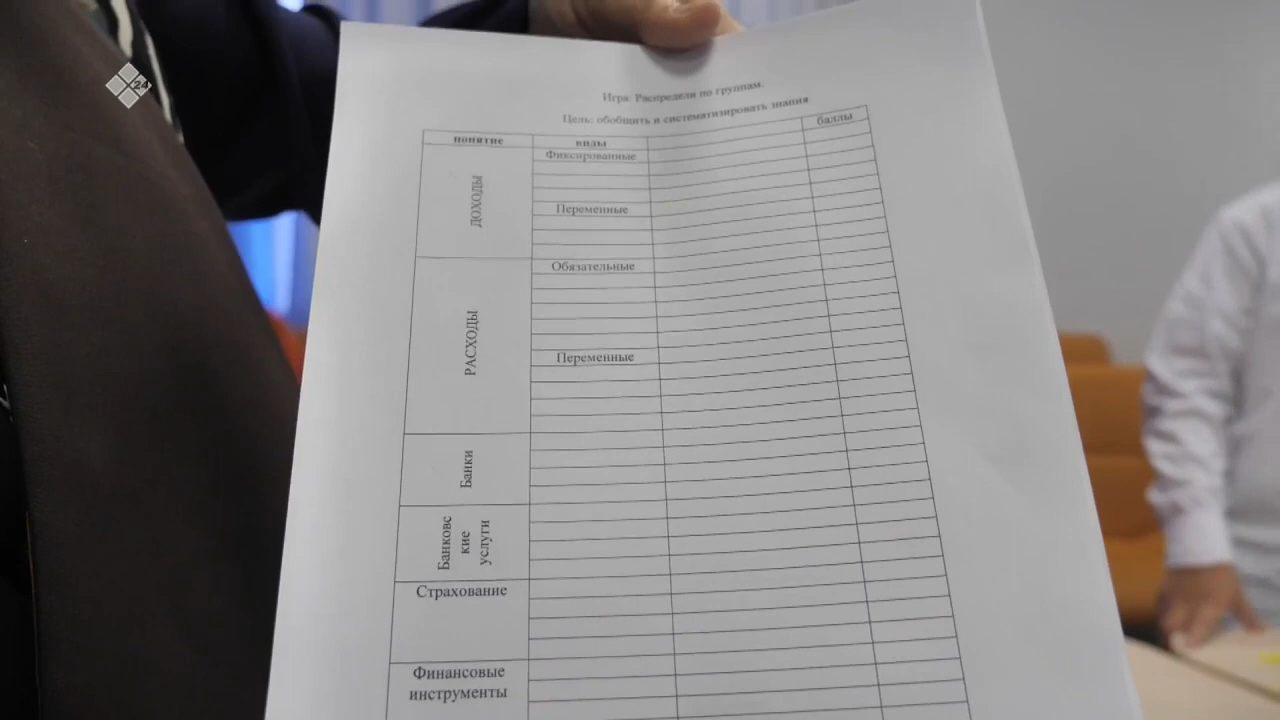 24
Игра: Распредели по группам.
Цель: обобщить и систематизировать знания
понятие виды баллы
ДОХОДЫ
Фиксированные
Переменные
РАСХОДЫ
Обязательные
Переменные
Банки
Банковс
кие
услуги
Страхование
Финансовые
инструменты